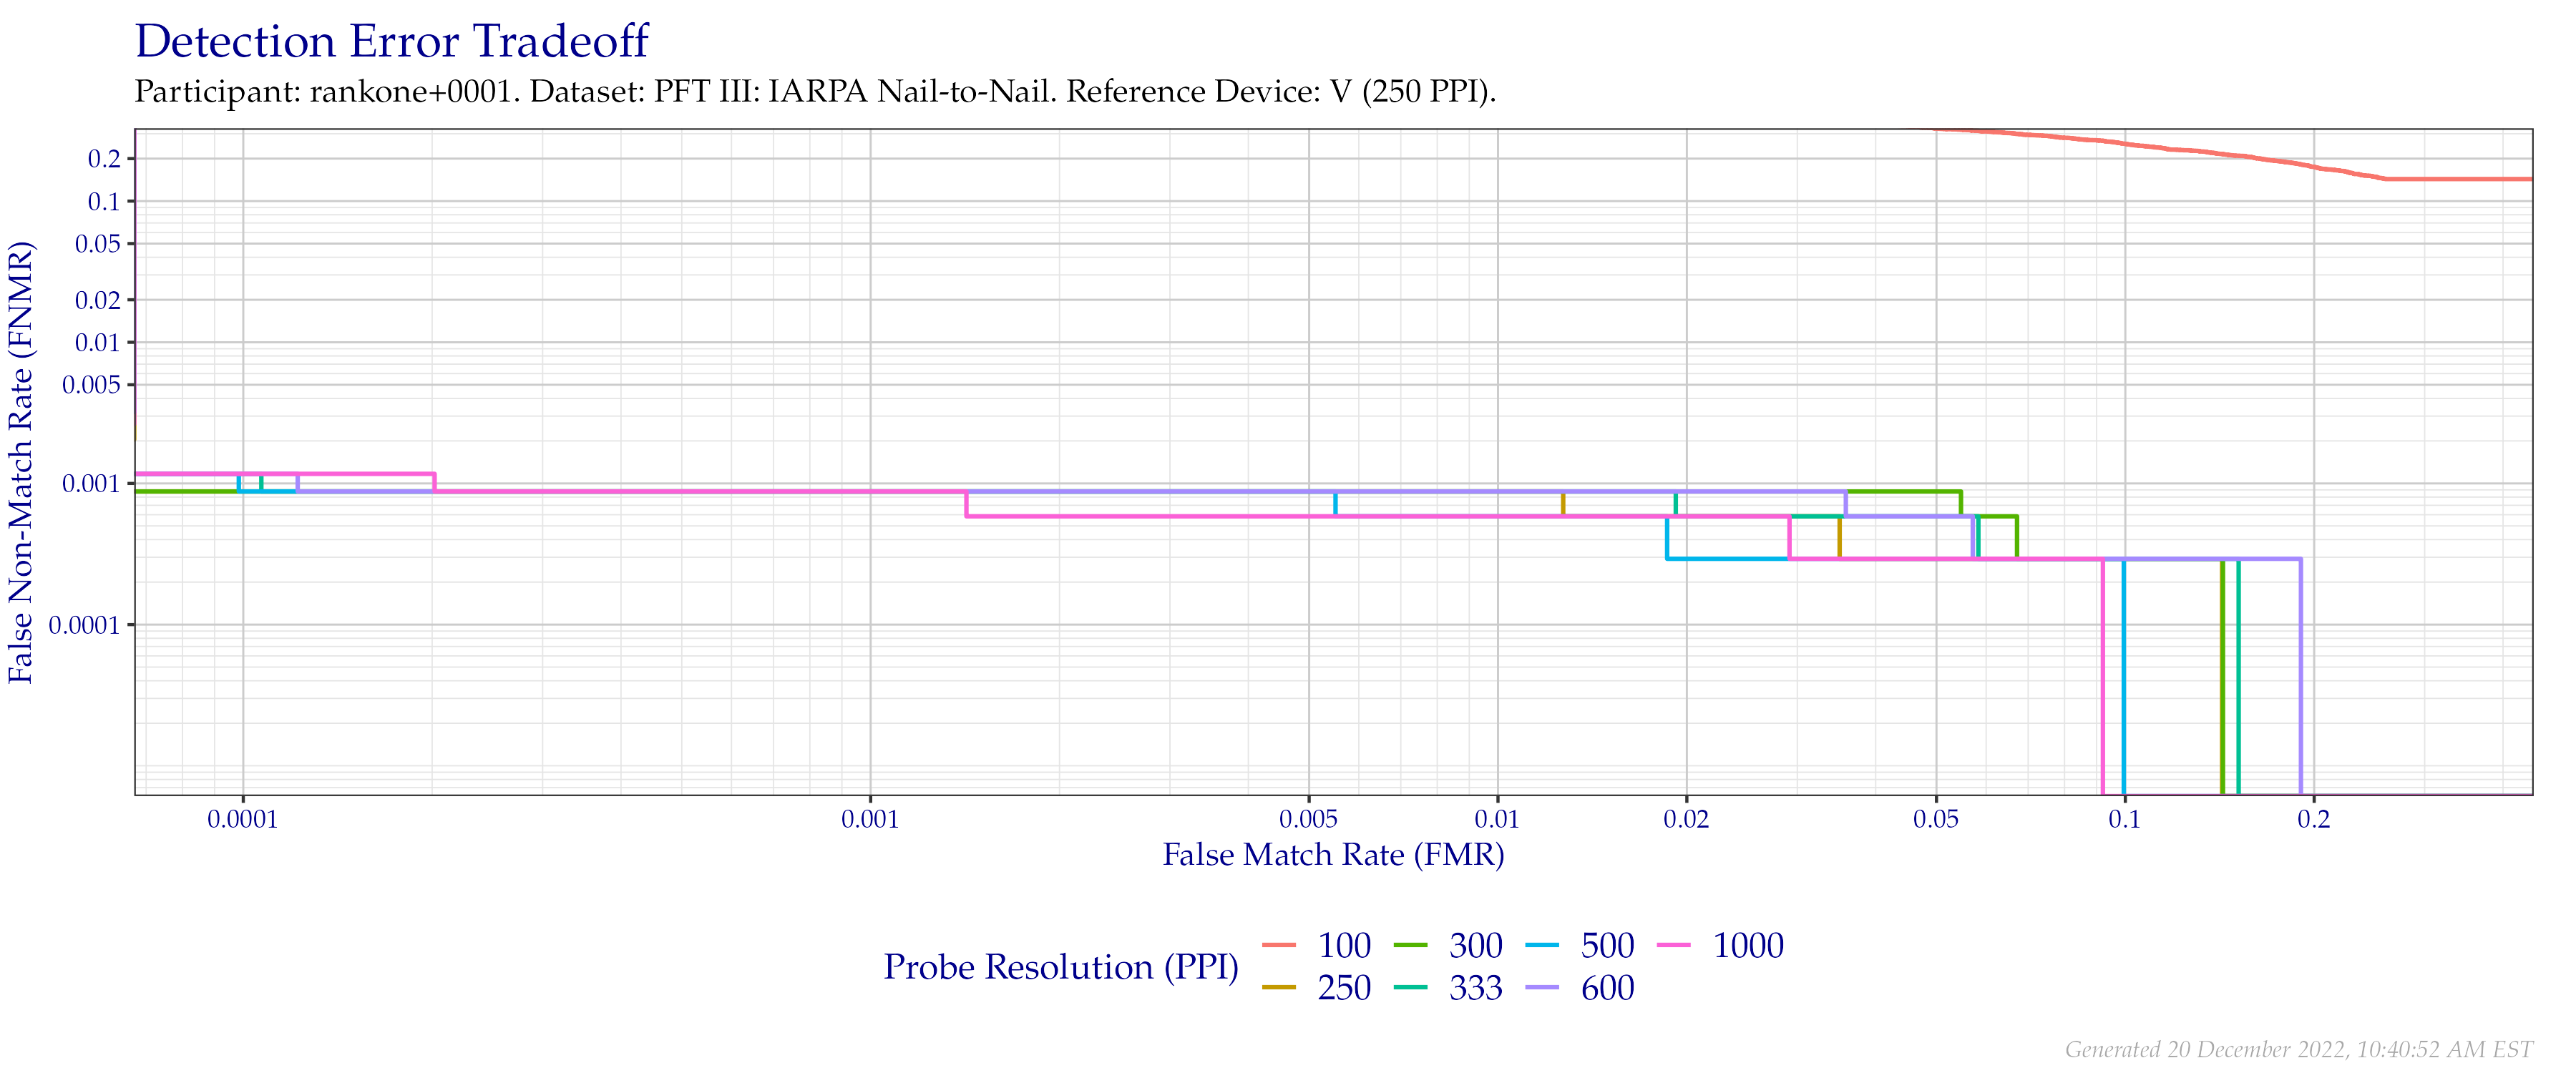 Detection Error Tradeoff
Participant: rankone+0001. Dataset: PFT III: IARPA Nail-to-Nail. Reference Device: V (250 PPI).
False Non-Match Rate (FNMR)
0.2
0.1
0.05
0.02
0.01
0.005
0.001
0.0001
0.0001 0.001 0.005 0.01 0.02 0.05 0.1 0.2
False Match Rate (FMR)
Probe Resolution (PPI)
100 300 500 1000
250 333 600
Generated 20 December 2022, 10:40:52 AM EST